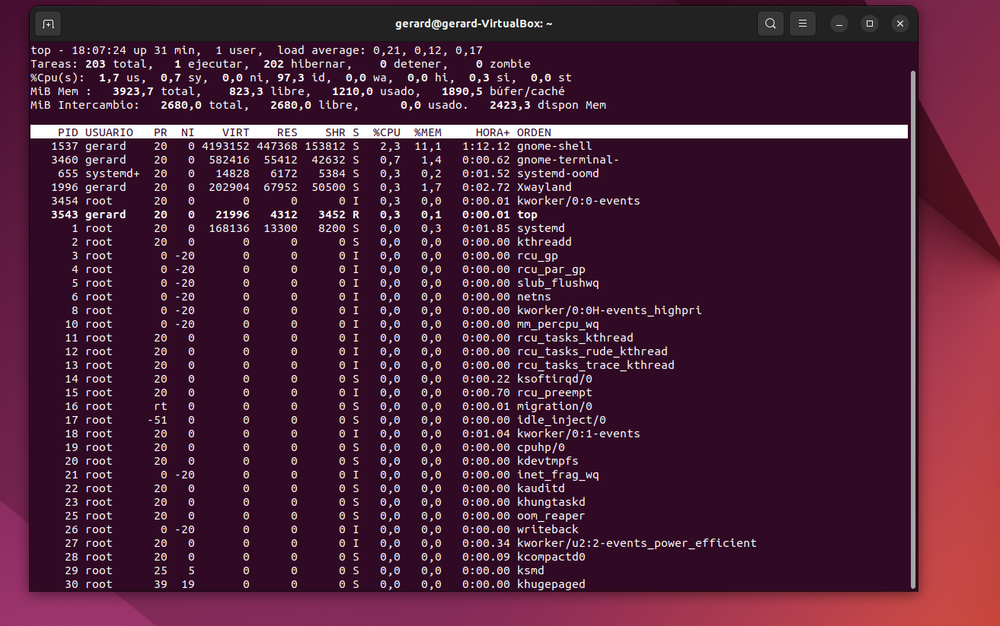 gerard@gerard-VirtualBox: ~
top - 18:07:24 up 31 min,  1 user,  load average: 0,21, 0,12, 0,17
Tareas: 203 total,   1 ejecutar,  202 hibernar,    0 detener,    0 zombie
%Cpu(s):  1,7 us,  0,7 sy,  0,0 ni, 97,3 id,  0,0 wa,  0,0 hi,  0,3 si,  0,0 st
MiB Mem :   3923,7 total,    823,3 libre,   1210,0 usado,   1890,5 búfer/caché
MiB Intercambio:   2680,0 total,   2680,0 libre,      0,0 usado.   2423,3 dispon Mem
PID USUARIO   PR  NI    VIRT    RES    SHR S  %CPU  %MEM     HORA+ ORDEN
1537 gerard    20   0 4193152 447368 153812 S   2,3  11,1   1:12.12 gnome-shell
3460 gerard    20   0  582416  55412  42632 S   0,7   1,4   0:00.62 gnome-terminal-
655 systemd+  20   0   14828   6172   5384 S   0,3   0,2   0:01.52 systemd-oomd
1996 gerard    20   0  202904  67952  50500 S   0,3   1,7   0:02.72 Xwayland
3454 root      20   0       0      0      0 I   0,3   0,0   0:00.01 kworker/0:0-events
3543 gerard    20   0   21996   4312   3452 R   0,3   0,1   0:00.01 top
1 root      20   0  168136  13300   8200 S   0,0   0,3   0:01.85 systemd
2 root      20   0       0      0      0 S   0,0   0,0   0:00.00 kthreadd
3 root       0 -20       0      0      0 I   0,0   0,0   0:00.00 rcu_gp
4 root       0 -20       0      0      0 I   0,0   0,0   0:00.00 rcu_par_gp
5 root       0 -20       0      0      0 I   0,0   0,0   0:00.00 slub_flushwq
6 root       0 -20       0      0      0 I   0,0   0,0   0:00.00 netns
8 root       0 -20       0      0      0 I   0,0   0,0   0:00.00 kworker/0:0H-events_highpri
10 root       0 -20       0      0      0 I   0,0   0,0   0:00.00 mm_percpu_wq
11 root      20   0       0      0      0 I   0,0   0,0   0:00.00 rcu_tasks_kthread
12 root      20   0       0      0      0 I   0,0   0,0   0:00.00 rcu_tasks_rude_kthread
13 root      20   0       0      0      0 I   0,0   0,0   0:00.00 rcu_tasks_trace_kthread
14 root      20   0       0      0      0 S   0,0   0,0   0:00.22 ksoftirqd/0
15 root      20   0       0      0      0 I   0,0   0,0   0:00.70 rcu_preempt
16 root      rt   0       0      0      0 S   0,0   0,0   0:00.01 migration/0
17 root     -51   0       0      0      0 S   0,0   0,0   0:00.00 idle_inject/0
18 root      20   0       0      0      0 I   0,0   0,0   0:01.04 kworker/0:1-events
19 root      20   0       0      0      0 S   0,0   0,0   0:00.00 cpuhp/0
20 root      20   0       0      0      0 S   0,0   0,0   0:00.00 kdevtmpfs
21 root       0 -20       0      0      0 I   0,0   0,0   0:00.00 inet_frag_wq
22 root      20   0       0      0      0 S   0,0   0,0   0:00.00 kauditd
23 root      20   0       0      0      0 S   0,0   0,0   0:00.00 khungtaskd
25 root      20   0       0      0      0 S   0,0   0,0   0:00.00 oom_reaper
26 root       0 -20       0      0      0 I   0,0   0,0   0:00.00 writeback
27 root      20   0       0      0      0 I   0,0   0,0   0:00.34 kworker/u2:2-events_power_efficient
28 root      20   0       0      0      0 S   0,0   0,0   0:00.09 kcompactd0
29 root      25   5       0      0      0 S   0,0   0,0   0:00.00 ksmd
30 root      39  19       0      0      0 S   0,0   0,0   0:00.00 khugepaged